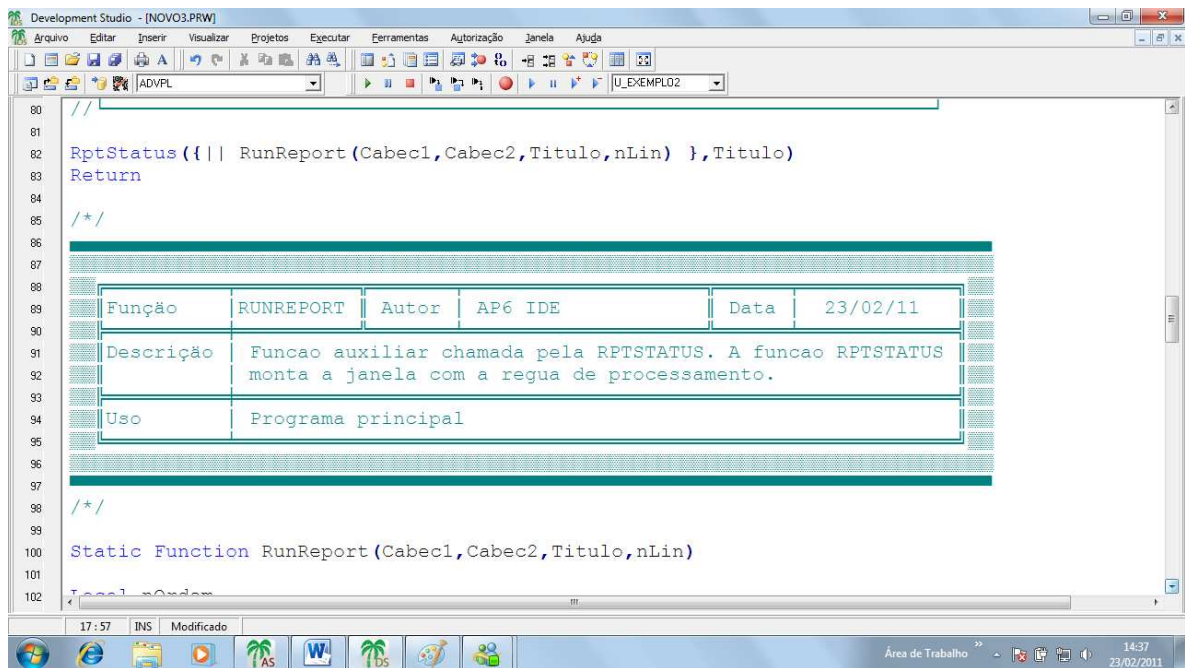 Development Studio - [NOVO3.PRW]
Arquivo Editar Inserir Visualizar Projetos Executar Ferramentas Autorização Janela Ajuda
ADVPL U_EXEMPLO2
80 //
81
82 RptStatus({|| RunReport(Cabec1,Cabec2,Titulo,nLin) },Titulo)
83 Return
84
85 /*/
86
87
88
89 Função RUNREPORT Autor AP6 IDE Data 23/02/11
90
91 Descrição Funcao auxiliar chamada pela RPTSTATUS. A funcao RPTSTATUS
92 monta a janela com a regua de processamento.
93
94 Uso Programa principal
95
96
97
98 /*/
99
100 Static Function RunReport(Cabec1,Cabec2,Titulo,nLin)
101
102 Local nOrdem
17:57 INS Modificado
AS W DS Área de Trabalho 14:37
23/02/2011